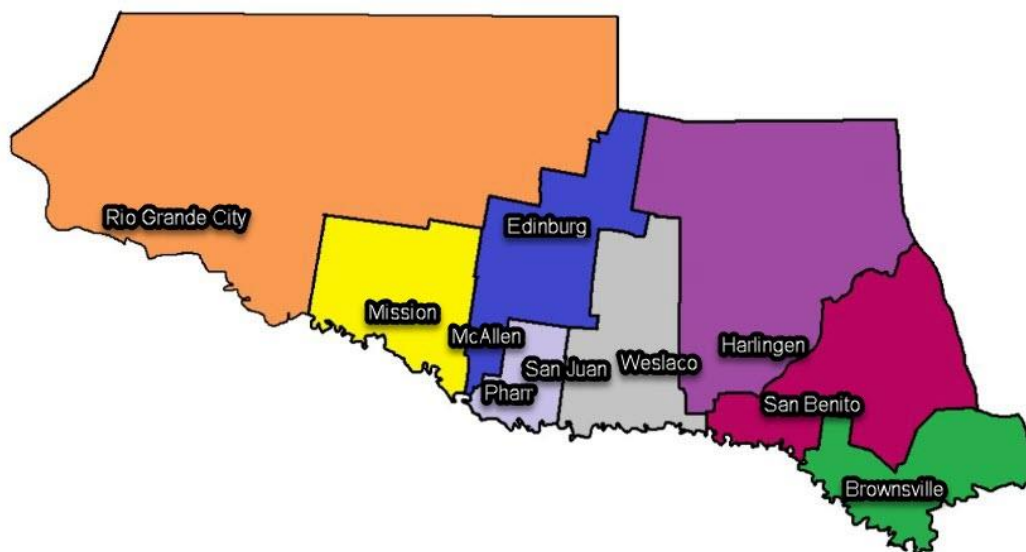 Rio Grande City
Edinburg
Mission
McAllen
Harlingen
San Juan
Weslaco
Pharr
San Benito
Brownsville